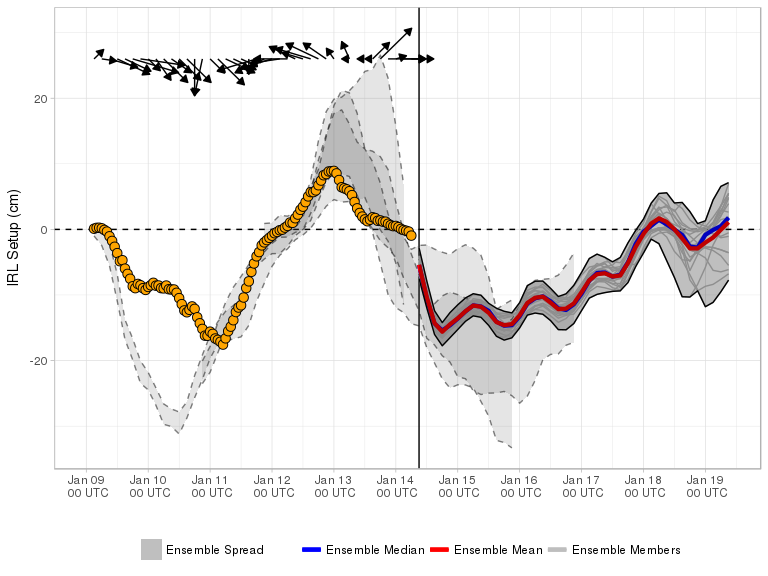 IRL Setup (cm)
20
0
-20
Jan 09 Jan 10 Jan 11 Jan 12 Jan 13 Jan 14 Jan 15 Jan 16 Jan 17 Jan 18 Jan 19
00 UTC 00 UTC 00 UTC 00 UTC 00 UTC 00 UTC 00 UTC 00 UTC 00 UTC 00 UTC 00 UTC
Ensemble Spread Ensemble Median Ensemble Mean Ensemble Members